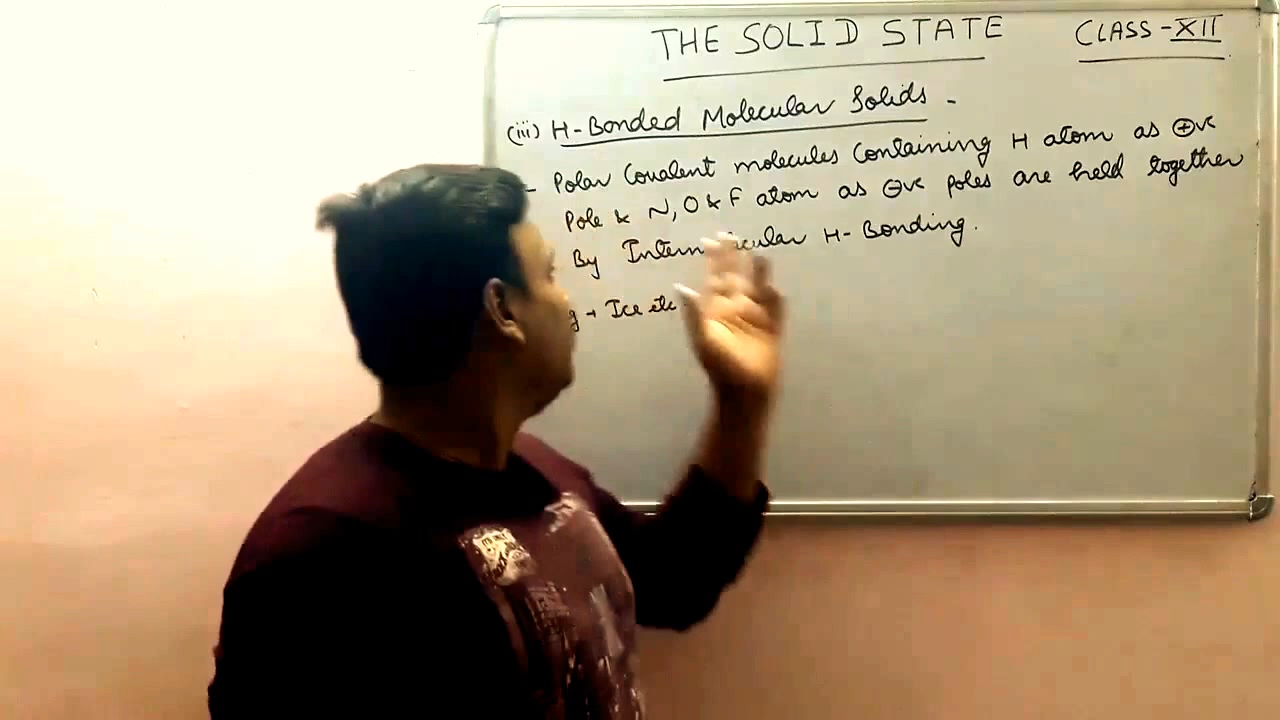 THE SOLID STATE CLASS-XII
(iii) H-Bonded Molecular Solids -
- Polar Covalent molecules Containing H atom as ⊕ve
Pole & N, O & F atom as ⊖ve poles are held together
By H-Bonding.
Ice etc